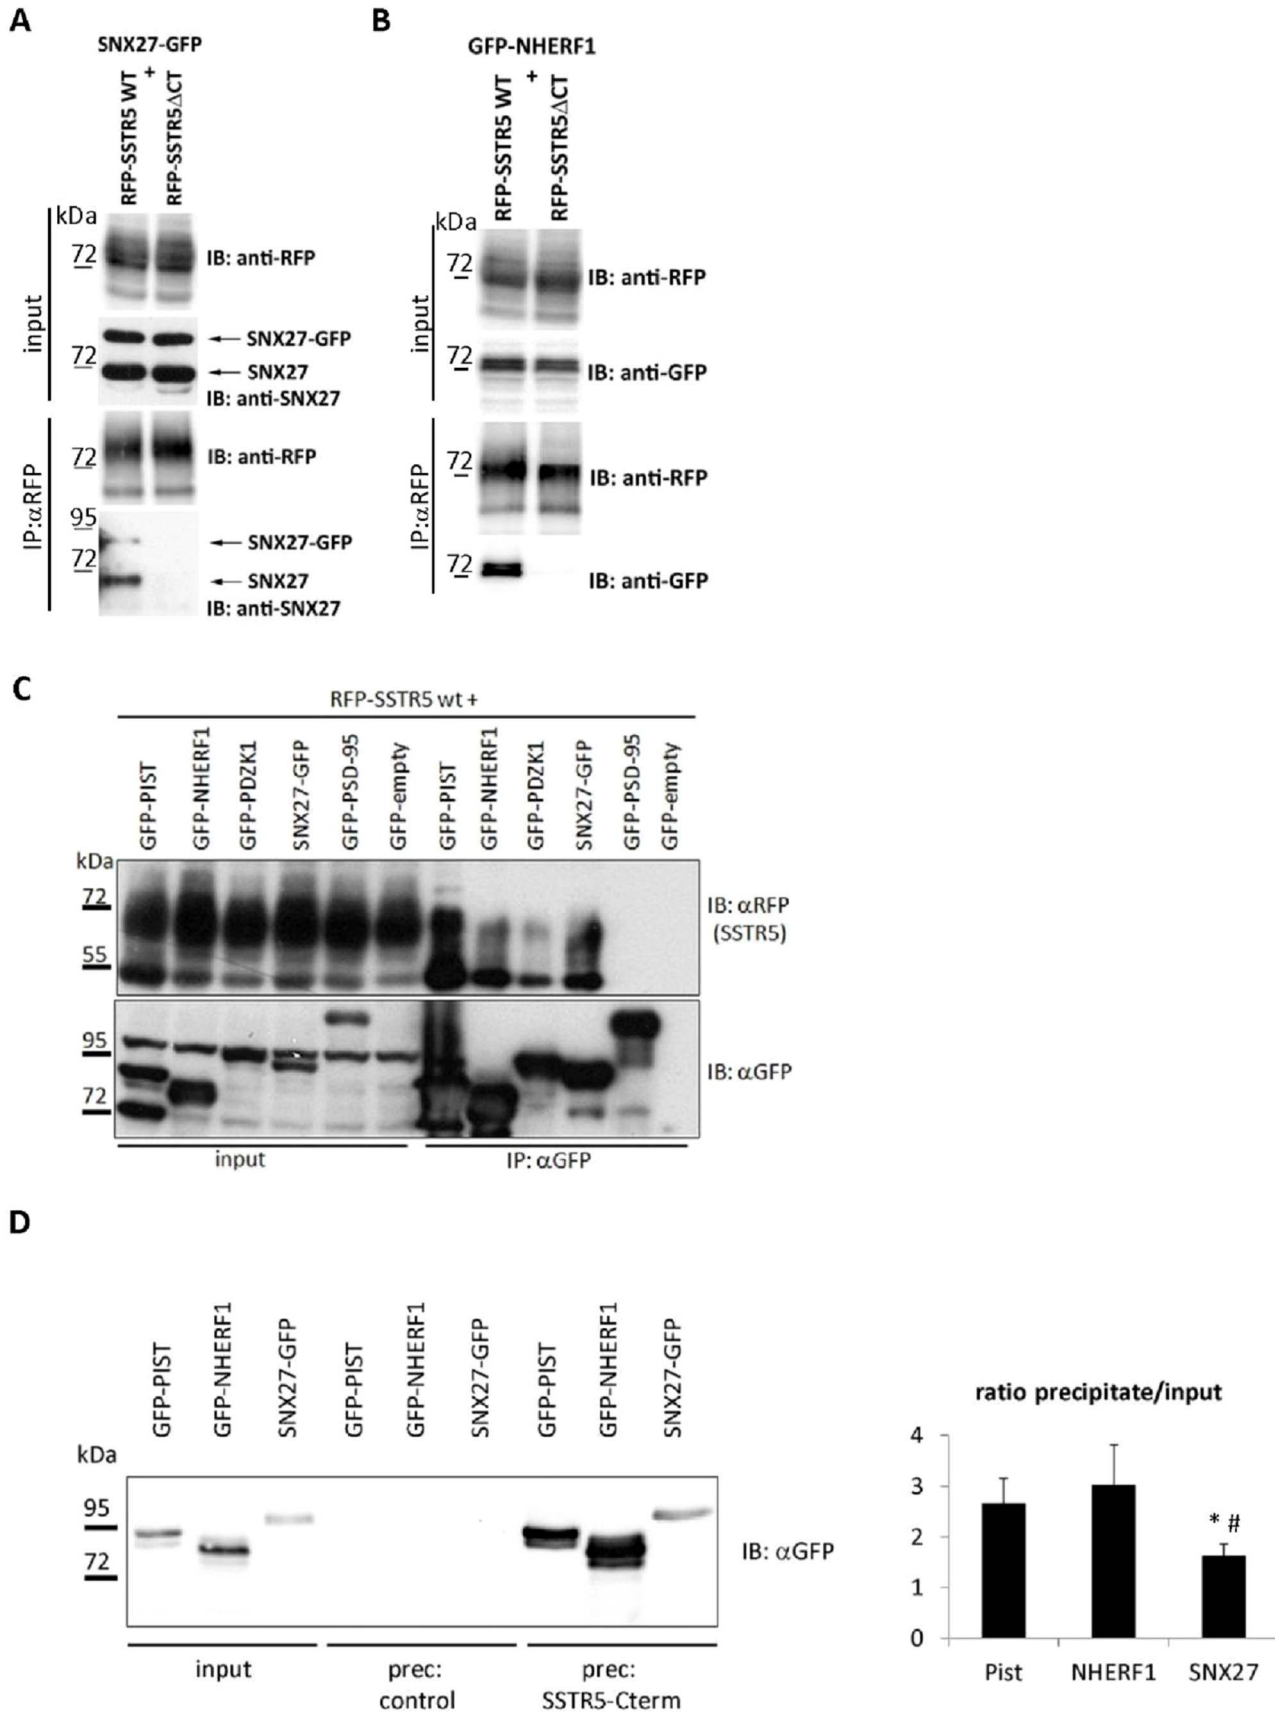 A
SNX27-GFP
+
RFP-SSTR5 WT
RFP-SSTR5ΔCT
kDa
input
72
IB: anti-RFP
SNX27-GFP
72
SNX27
IB: anti-SNX27
IP:αRFP
72
IB: anti-RFP
95
SNX27-GFP
72
SNX27
IB: anti-SNX27
B
GFP-NHERF1
+
RFP-SSTR5 WT
RFP-SSTR5ΔCT
kDa
input
72
IB: anti-RFP
72
IB: anti-GFP
IP:αRFP
72
IB: anti-RFP
72
IB: anti-GFP
C
RFP-SSTR5 wt +
GFP-PIST
GFP-NHERF1
GFP-PDZK1
SNX27-GFP
GFP-PSD-95
GFP-empty
GFP-PIST
GFP-NHERF1
GFP-PDZK1
SNX27-GFP
GFP-PSD-95
GFP-empty
kDa
72
55
IB: αRFP
(SSTR5)
95
72
IB: αGFP
input
IP: αGFP
D
GFP-PIST
GFP-NHERF1
SNX27-GFP
GFP-PIST
GFP-NHERF1
SNX27-GFP
GFP-PIST
GFP-NHERF1
SNX27-GFP
kDa
95
72
IB: αGFP
input
prec:
control
prec:
SSTR5-Cterm
ratio precipitate/input
4
3
2
1
0
* #
Pist
NHERF1
SNX27